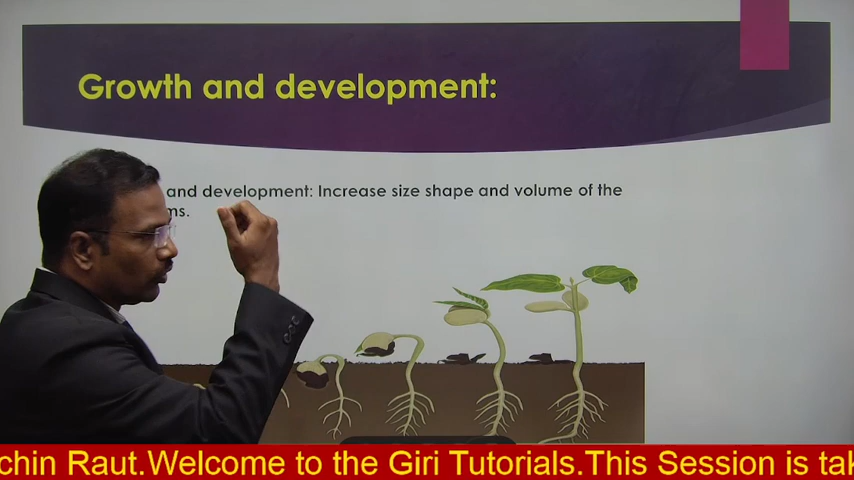 Growth and development:
and development: Increase size shape and volume of the
ms.
chin Raut.Welcome to the Giri Tutorials.This Session is tak